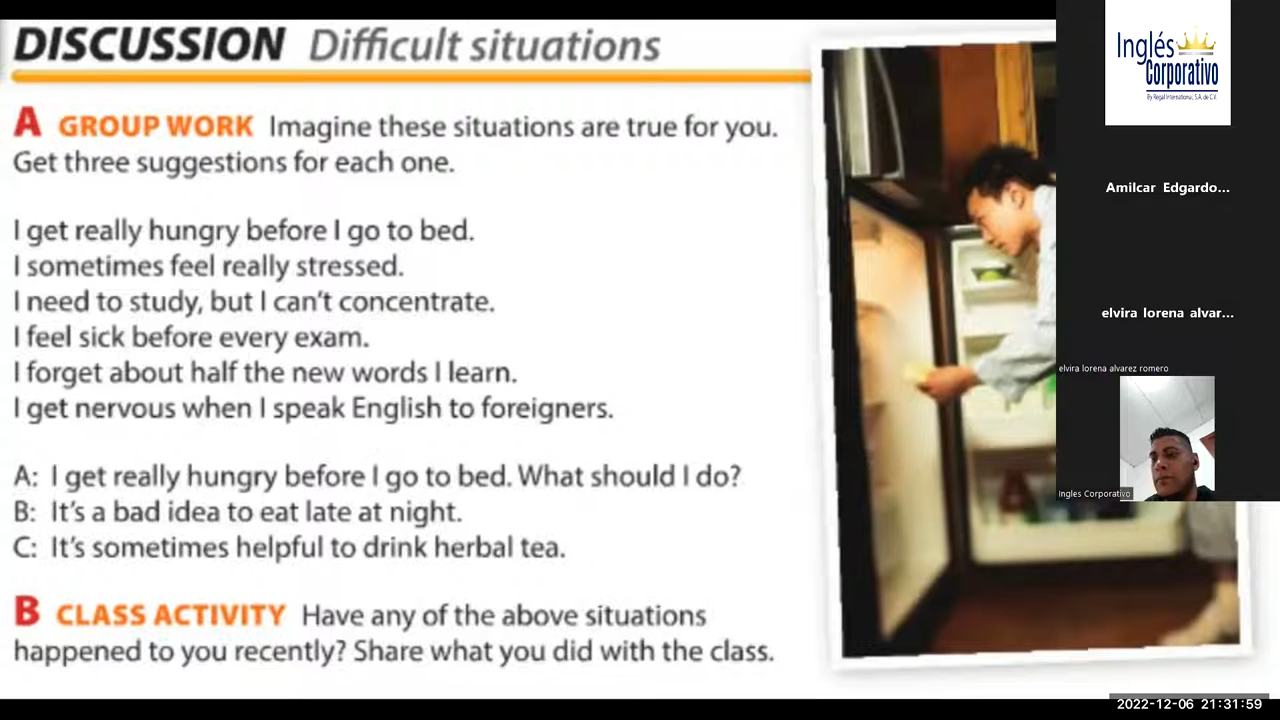 DISCUSSION Difficult situations
A GROUP WORK Imagine these situations are true for you.
Get three suggestions for each one.
I get really hungry before I go to bed.
I sometimes feel really stressed.
I need to study, but I can't concentrate.
I feel sick before every exam.
I forget about half the new words I learn.
I get nervous when I speak English to foreigners.
A: I get really hungry before I go to bed. What should I do?
B: It's a bad idea to eat late at night.
C: It's sometimes helpful to drink herbal tea.
B CLASS ACTIVITY Have any of the above situations
happened to you recently? Share what you did with the class.
Inglés
Corporativo
By Regal International, S.A. de C.V.
Amilcar Edgardo...
elvira lorena alvar...
elvira lorena alvarez romero
Ingles Corporativo
2022-12-06 21:31:59